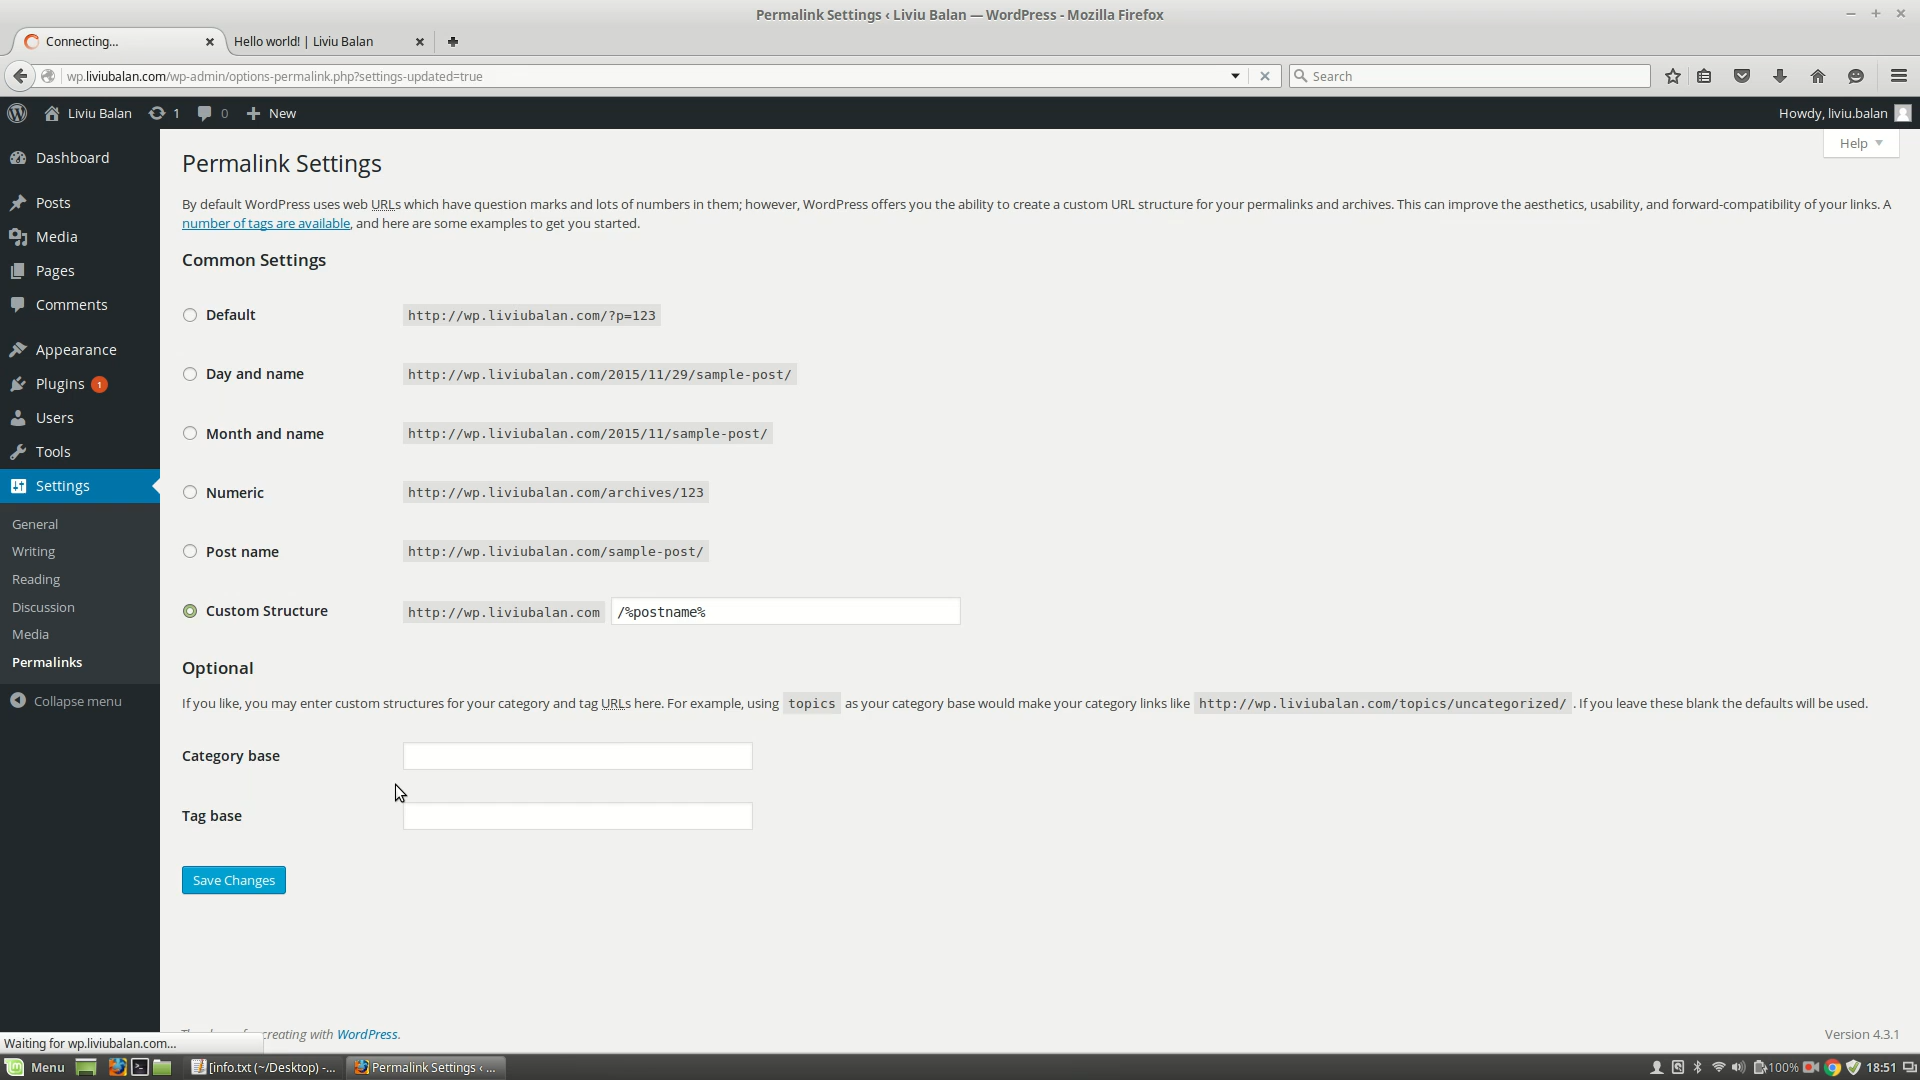 Permalink Settings ‹ Liviu Balan — WordPress - Mozilla Firefox
Connecting...
Hello world! | Liviu Balan
wp.liviubalan.com/wp-admin/options-permalink.php?settings-updated=true
Search
Liviu Balan 1 0 New
Howdy, liviu.balan
Help
Dashboard
Posts
Media
Pages
Comments
Appearance
Plugins 1
Users
Tools
Settings
General
Writing
Reading
Discussion
Media
Permalinks
Collapse menu
Permalink Settings
By default WordPress uses web URLs which have question marks and lots of numbers in them; however, WordPress offers you the ability to create a custom URL structure for your permalinks and archives. This can improve the aesthetics, usability, and forward-compatibility of your links. A
number of tags are available, and here are some examples to get you started.
Common Settings
Default http://wp.liviubalan.com/?p=123
Day and name http://wp.liviubalan.com/2015/11/29/sample-post/
Month and name http://wp.liviubalan.com/2015/11/sample-post/
Numeric http://wp.liviubalan.com/archives/123
Post name http://wp.liviubalan.com/sample-post/
Custom Structure http://wp.liviubalan.com /%postname%
Optional
If you like, you may enter custom structures for your category and tag URLs here. For example, using topics as your category base would make your category links like http://wp.liviubalan.com/topics/uncategorized/ . If you leave these blank the defaults will be used.
Category base
Tag base
Save Changes
creating with WordPress.
Version 4.3.1
Waiting for wp.liviubalan.com...
Menu
[info.txt (~/Desktop) -...
Permalink Settings ‹ ...
100%
18:51